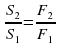 S₂/S₁ = F₂/F₁